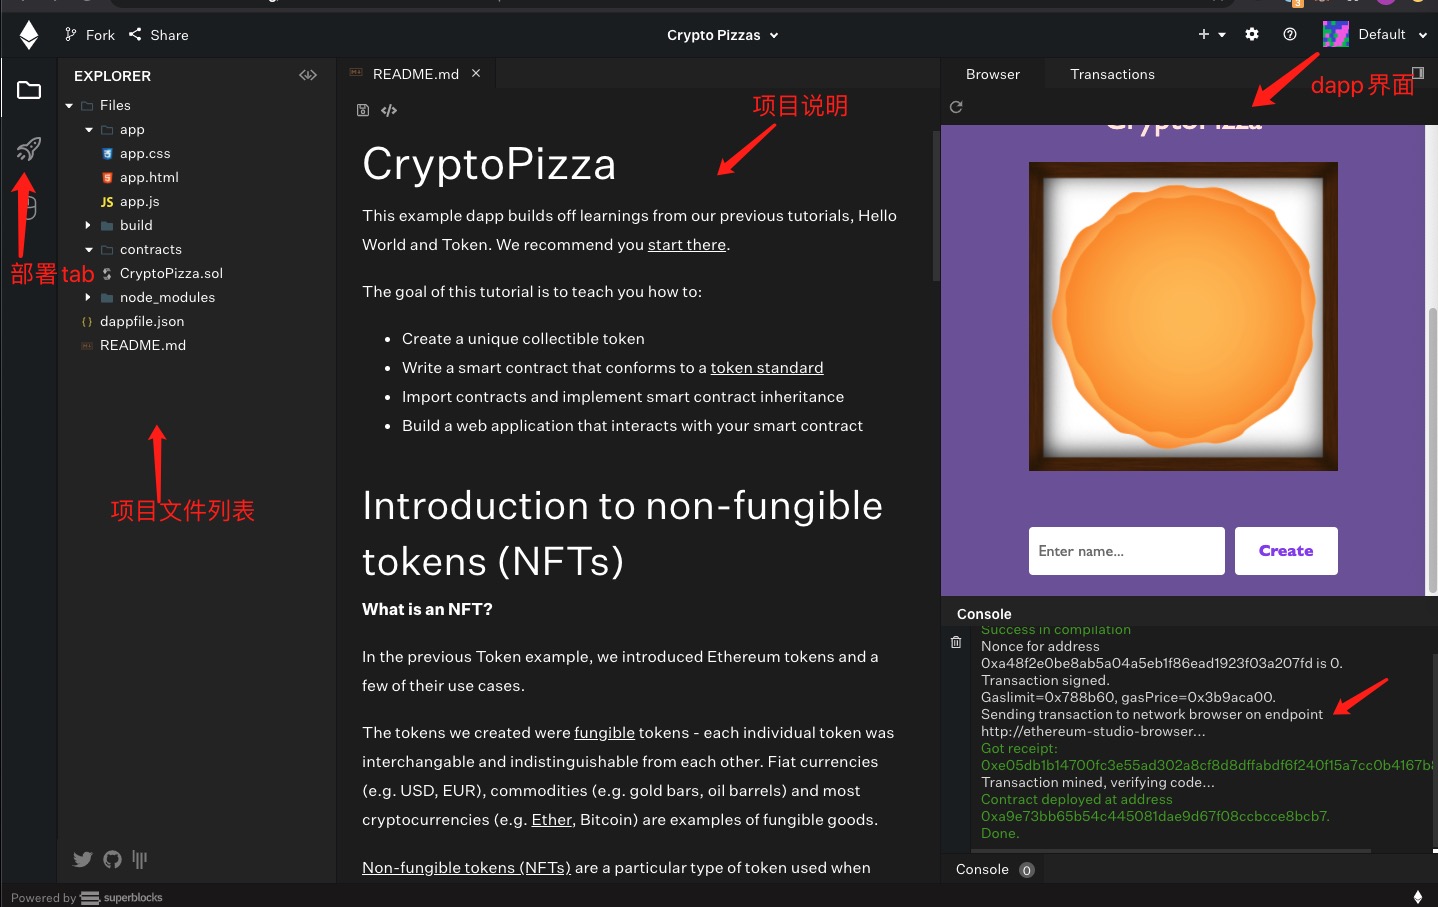 Fork
Share
Crypto Pizzas
Default
EXPLORER
Files
app
app.css
app.html
JS app.js
build
contracts
CryptoPizza.sol
node_modules
dappfile.json
README.md
部署tab
项目文件列表
Powered by superblocks
README.md
项目说明
CryptoPizza
This example dapp builds off learnings from our previous tutorials, Hello
World and Token. We recommend you start there.
The goal of this tutorial is to teach you how to:
• Create a unique collectible token
• Write a smart contract that conforms to a token standard
• Import contracts and implement smart contract inheritance
• Build a web application that interacts with your smart contract
Introduction to non-fungible
tokens (NFTs)
What is an NFT?
In the previous Token example, we introduced Ethereum tokens and a
few of their use cases.
The tokens we created were fungible tokens - each individual token was
interchangable and indistinguishable from each other. Fiat currencies
(e.g. USD, EUR), commodities (e.g. gold bars, oil barrels) and most
cryptocurrencies (e.g. Ether, Bitcoin) are examples of fungible goods.
Non-fungible tokens (NFTs) are a particular type of token used when
Browser
Transactions
dapp界面
CryptoPizza
Enter name...
Create
Console
Success in compilation
Nonce for address
0xa48f2e0be8ab5a04a5eb1f86ead1923f03a207fd is 0.
Transaction signed.
Gaslimit=0x788b60, gasPrice=0x3b9aca00.
Sending transaction to network browser on endpoint
http://ethereum-studio-browser...
Got receipt:
0xe05db1b14700fc3e55ad302a8cf8d8dffabdf6f240f15a7cc0b4167b
Transaction mined, verifying code...
Contract deployed at address
0xa9e73bb65b54c445081dae9d67f08ccbcce8bcb7.
Done.
Console 0